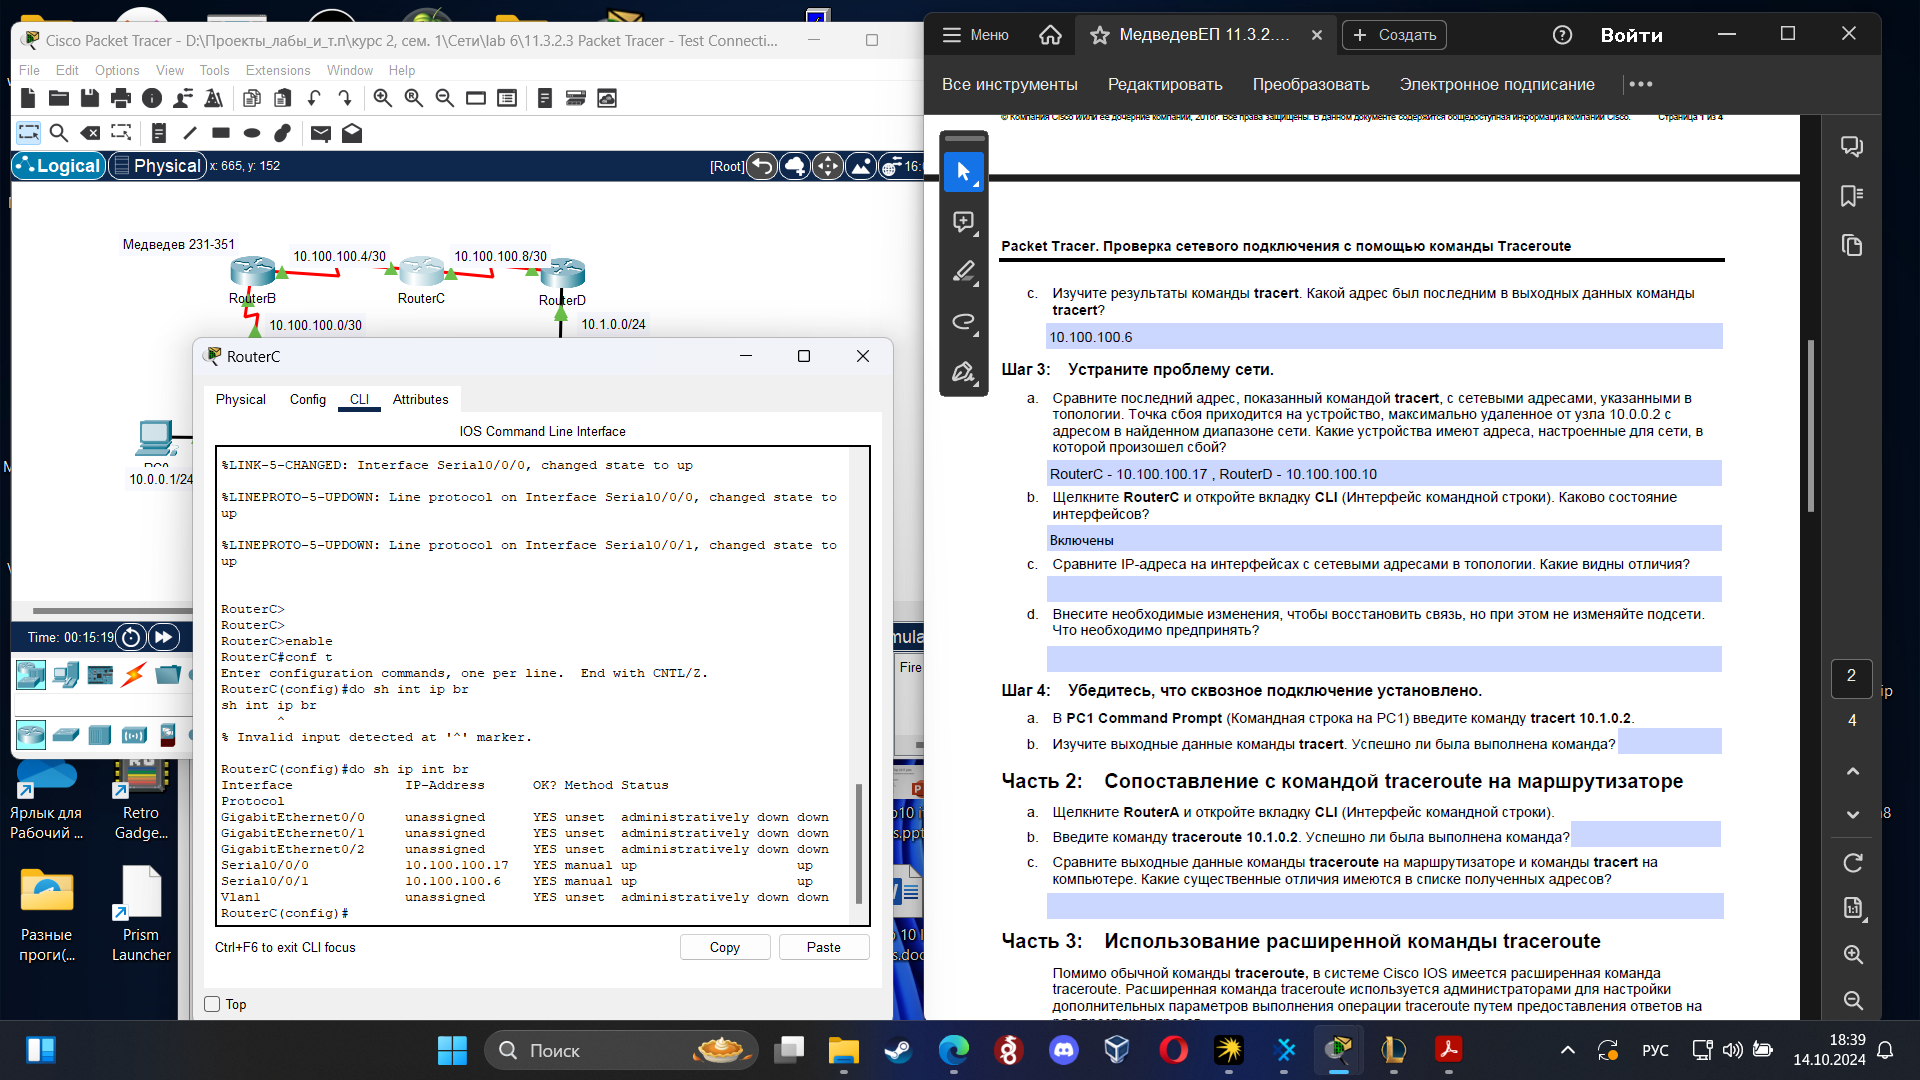 Cisco Packet Tracer - D:\Проекты_лабы_и_т.п\курс 2, сем. 1\Сети\lab 6\11.3.2.3 Packet Tracer - Test Connecti...
File Edit Options View Tools Extensions Window Help
Logical Physical x: 665, y: 152 [Root] 16:
Медведев 231-351
10.100.100.4/30 10.100.100.8/30
RouterB RouterC RouterD
10.100.100.0/30 10.1.0.0/24
10.0.0.1/24
Time: 00:15:19
Fire
RouterC
Physical Config CLI Attributes
IOS Command Line Interface
%LINK-5-CHANGED: Interface Serial0/0/0, changed state to up
%LINEPROTO-5-UPDOWN: Line protocol on Interface Serial0/0/0, changed state to
up
%LINEPROTO-5-UPDOWN: Line protocol on Interface Serial0/0/1, changed state to
up
RouterC>
RouterC>
RouterC>enable
RouterC#conf t
Enter configuration commands, one per line.  End with CNTL/Z.
RouterC(config)#do sh int ip br
sh int ip br
^
% Invalid input detected at '^' marker.
RouterC(config)#do sh ip int br
Interface IP-Address OK? Method Status
Protocol
GigabitEthernet0/0 unassigned YES unset administratively down down
GigabitEthernet0/1 unassigned YES unset administratively down down
GigabitEthernet0/2 unassigned YES unset administratively down down
Serial0/0/0 10.100.100.17 YES manual up up
Serial0/0/1 10.100.100.6 YES manual up up
Vlan1 unassigned YES unset administratively down down
RouterC(config)#
Ctrl+F6 to exit CLI focus
Copy Paste
Top
Ярлык для
Рабочий ...
Retro
Gadge...
Разные
проги(...
Prism
Launcher
Меню
МедведевЕП 11.3.2....
Создать
Войти
Все инструменты Редактировать Преобразовать Электронное подписание
© Компания Cisco и/или ее дочерние компании, 2016г. Все права защищены. В данном документе содержится общедоступная информация компании Cisco. Страница 1 из 4
Packet Tracer. Проверка сетевого подключения с помощью команды Traceroute
c. Изучите результаты команды tracert. Какой адрес был последним в выходных данных команды
tracert?
10.100.100.6
Шаг 3: Устраните проблему сети.
a. Сравните последний адрес, показанный командой tracert, с сетевыми адресами, указанными в
топологии. Точка сбоя приходится на устройство, максимально удаленное от узла 10.0.0.2 с
адресом в найденном диапазоне сети. Какие устройства имеют адреса, настроенные для сети, в
которой произошел сбой?
RouterC - 10.100.100.17 , RouterD - 10.100.100.10
b. Щелкните RouterC и откройте вкладку CLI (Интерфейс командной строки). Каково состояние
интерфейсов?
Включены
c. Сравните IP-адреса на интерфейсах с сетевыми адресами в топологии. Какие видны отличия?
d. Внесите необходимые изменения, чтобы восстановить связь, но при этом не изменяйте подсети.
Что необходимо предпринять?
Шаг 4: Убедитесь, что сквозное подключение установлено.
a. В PC1 Command Prompt (Командная строка на PC1) введите команду tracert 10.1.0.2.
b. Изучите выходные данные команды tracert. Успешно ли была выполнена команда?
Часть 2: Сопоставление с командой traceroute на маршрутизаторе
a. Щелкните RouterA и откройте вкладку CLI (Интерфейс командной строки).
b. Введите команду traceroute 10.1.0.2. Успешно ли была выполнена команда?
c. Сравните выходные данные команды traceroute на маршрутизаторе и команды tracert на
компьютере. Какие существенные отличия имеются в списке полученных адресов?
Часть 3: Использование расширенной команды traceroute
Помимо обычной команды traceroute, в системе Cisco IOS имеется расширенная команда
traceroute. Расширенная команда traceroute используется администраторами для настройки
дополнительных параметров выполнения операции traceroute путем предоставления ответов на
2
4
Поиск
РУС
18:39
14.10.2024